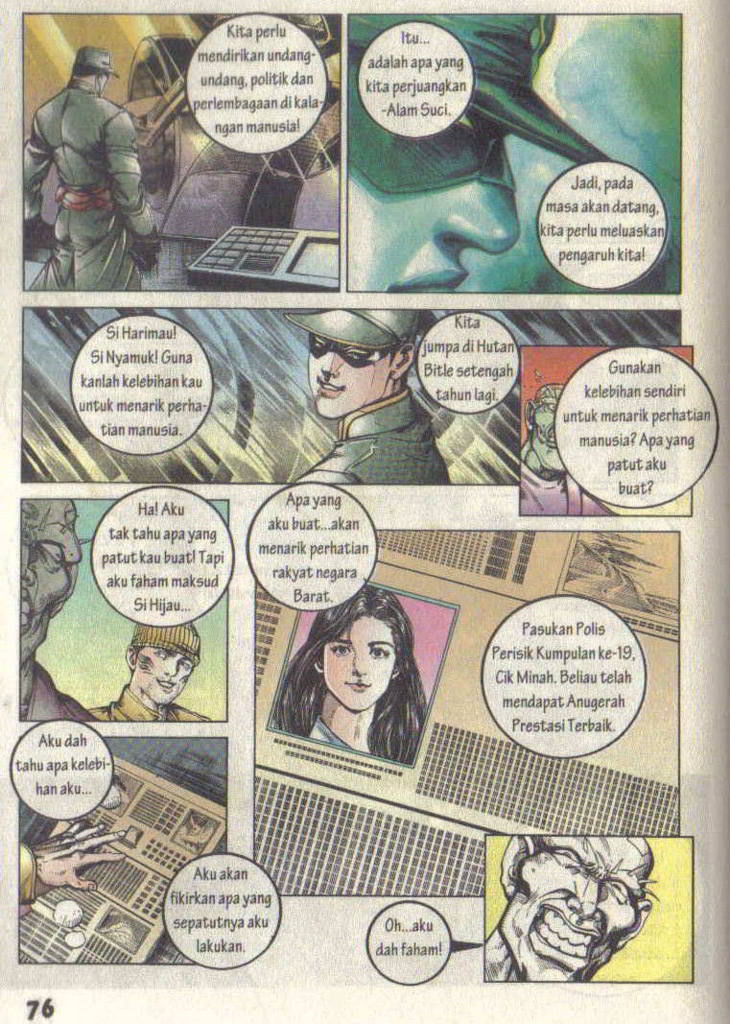 Kita perlu
mendirikan undang-
undang, politik dan
perlembagaan di kala-
ngan manusia!
Itu...
adalah apa yang
kita perjuangkan
-Alam Suci.
Jadi, pada
masa akan datang,
kita perlu meluaskan
pengaruh kita!
Si Harimau!
Si Nyamuk! Guna
kanlah kelebihan kau
untuk menarik perha-
tian manusia.
Kita
jumpa di Hutan
Bitle setengah
tahun lagi.
Gunakan
kelebihan sendiri
untuk menarik perhatian
manusia? Apa yang
patut aku
buat?
Ha! Aku
tak tahu apa yang
patut kau buat! Tapi
aku faham maksud
Si Hijau...
Apa yang
aku buat...akan
menarik perhatian
rakyat negara
Barat.
Pasukan Polis
Perisik Kumpulan ke-19,
Cik Minah. Beliau telah
mendapat Anugerah
Prestasi Terbaik.
Aku dah
tahu apa kelebi-
han aku...
Aku akan
fikirkan apa yang
sepatutnya aku
lakukan.
Oh...aku
dah faham!
76